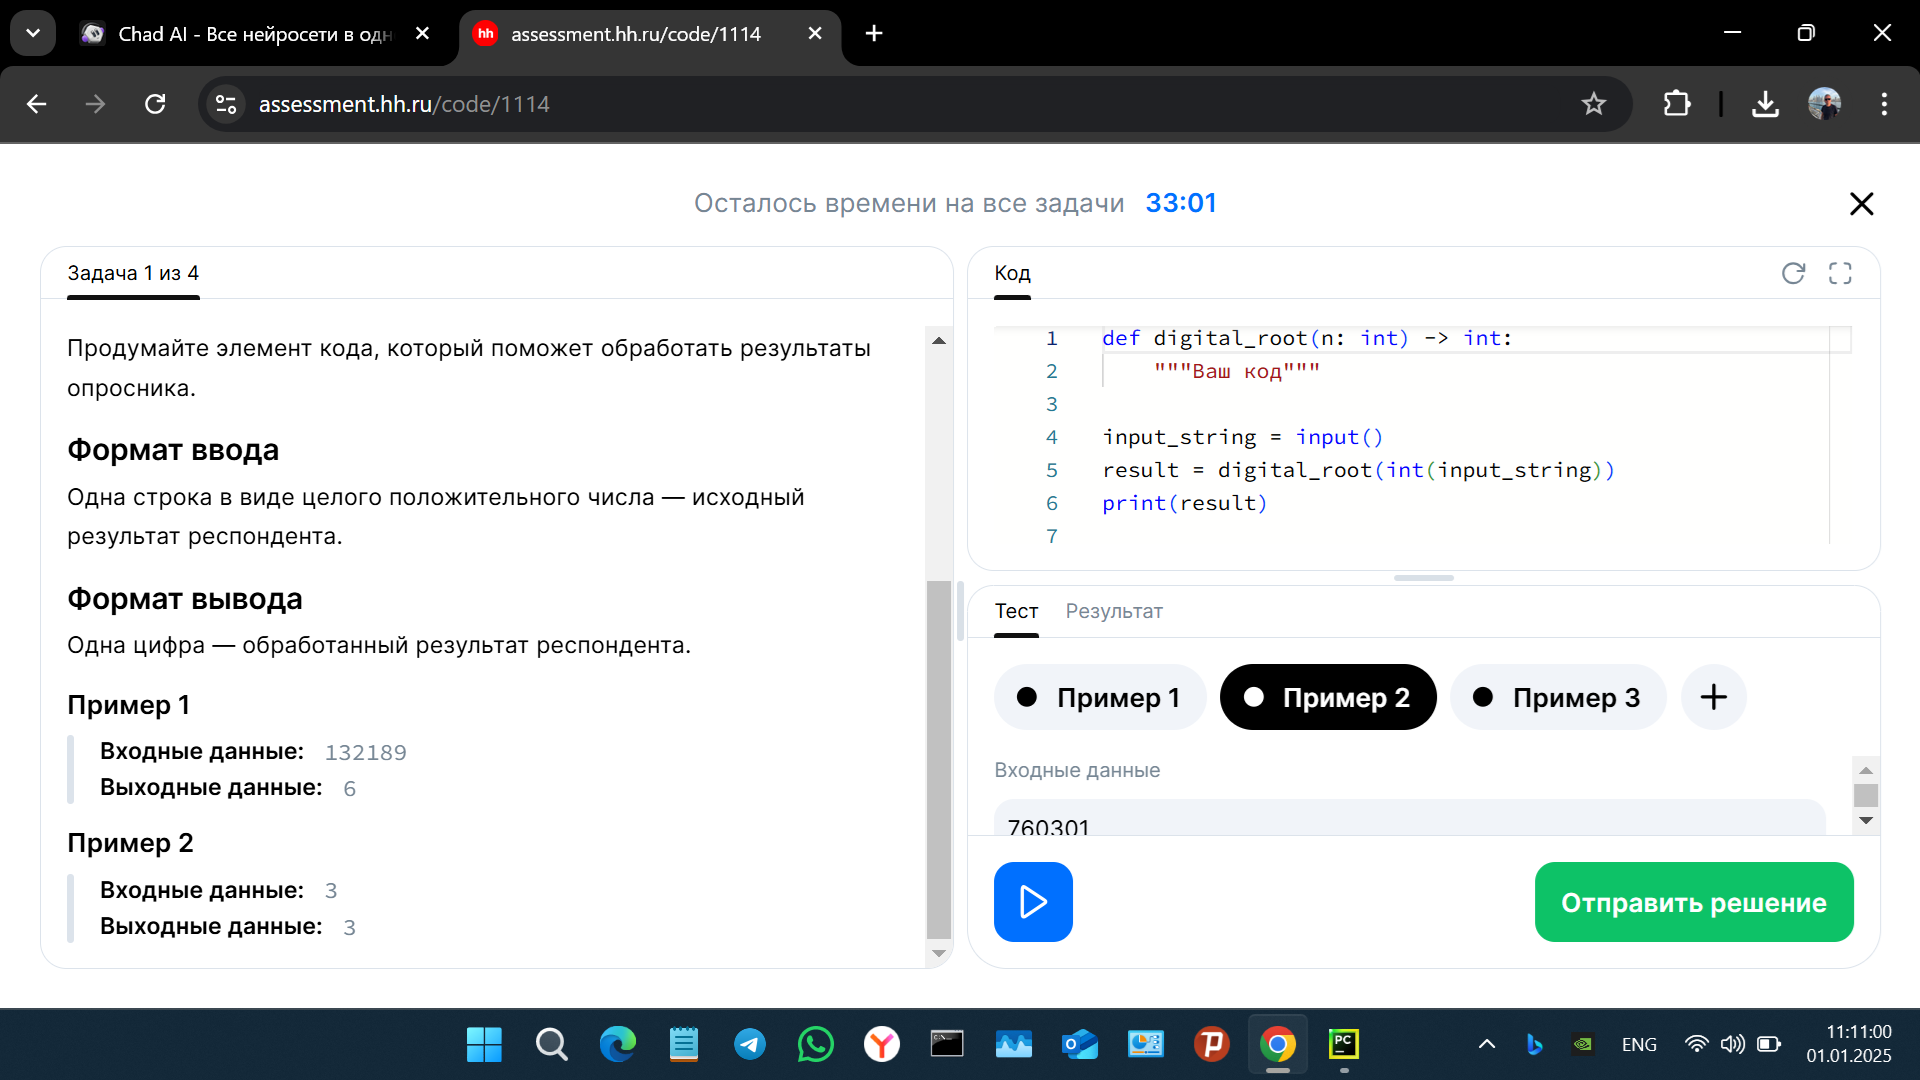 Chad AI - Все нейросети в одн
assessment.hh.ru/code/1114
assessment.hh.ru/code/1114
Осталось времени на все задачи 33:01
Задача 1 из 4
Продумайте элемент кода, который поможет обработать результаты
опросника.
Формат ввода
Одна строка в виде целого положительного числа — исходный
результат респондента.
Формат вывода
Одна цифра — обработанный результат респондента.
Пример 1
Входные данные: 132189
Выходные данные: 6
Пример 2
Входные данные: 3
Выходные данные: 3
Код
1 def digital_root(n: int) -> int:
2 """Ваш код"""
3
4 input_string = input()
5 result = digital_root(int(input_string))
6 print(result)
7
Тест Результат
Пример 1 Пример 2 Пример 3
Входные данные
760301
Отправить решение
ENG
11:11:00
01.01.2025